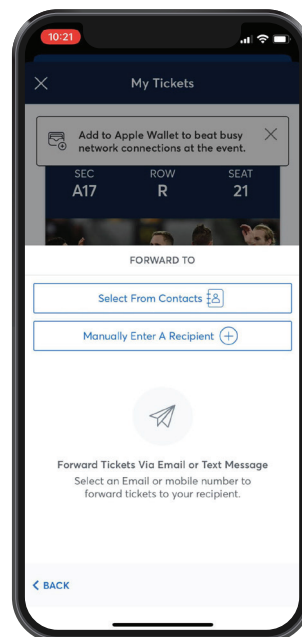 10:21
My Tickets
Add to Apple Wallet to beat busy
network connections at the event.
SEC ROW SEAT
A17 R 21
FORWARD TO
Select From Contacts
Manually Enter A Recipient
Forward Tickets Via Email or Text Message
Select an Email or mobile number to
forward tickets to your recipient.
BACK